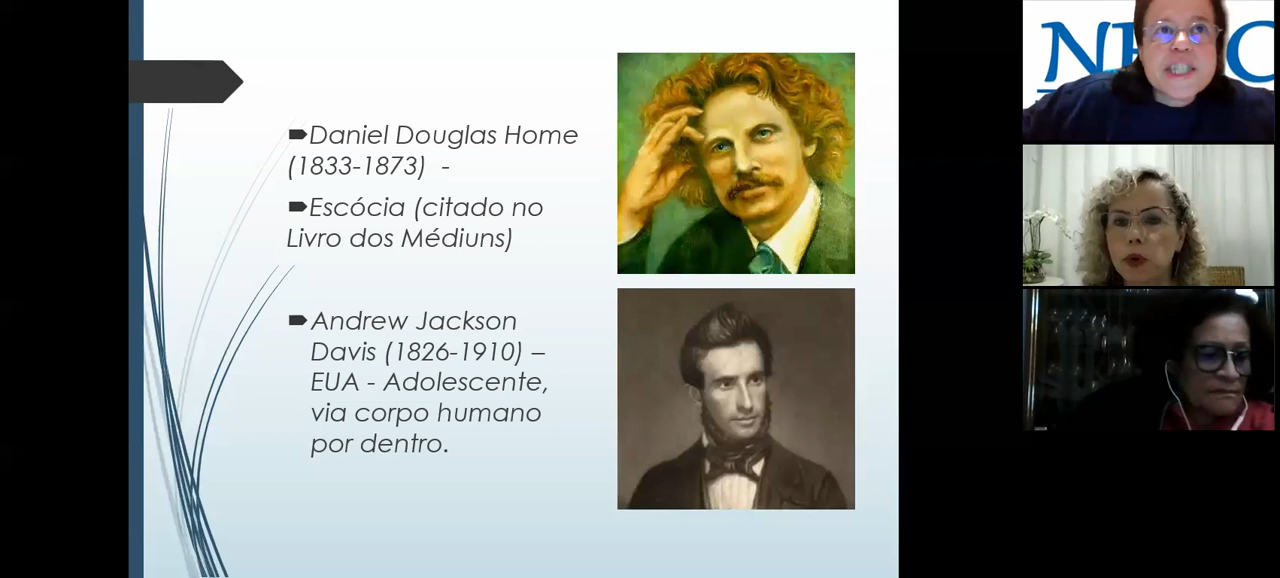 Daniel Douglas Home
(1833-1873) -
Escócia (citado no
Livro dos Médiuns)
Andrew Jackson
Davis (1826-1910) –
EUA - Adolescente,
via corpo humano
por dentro.